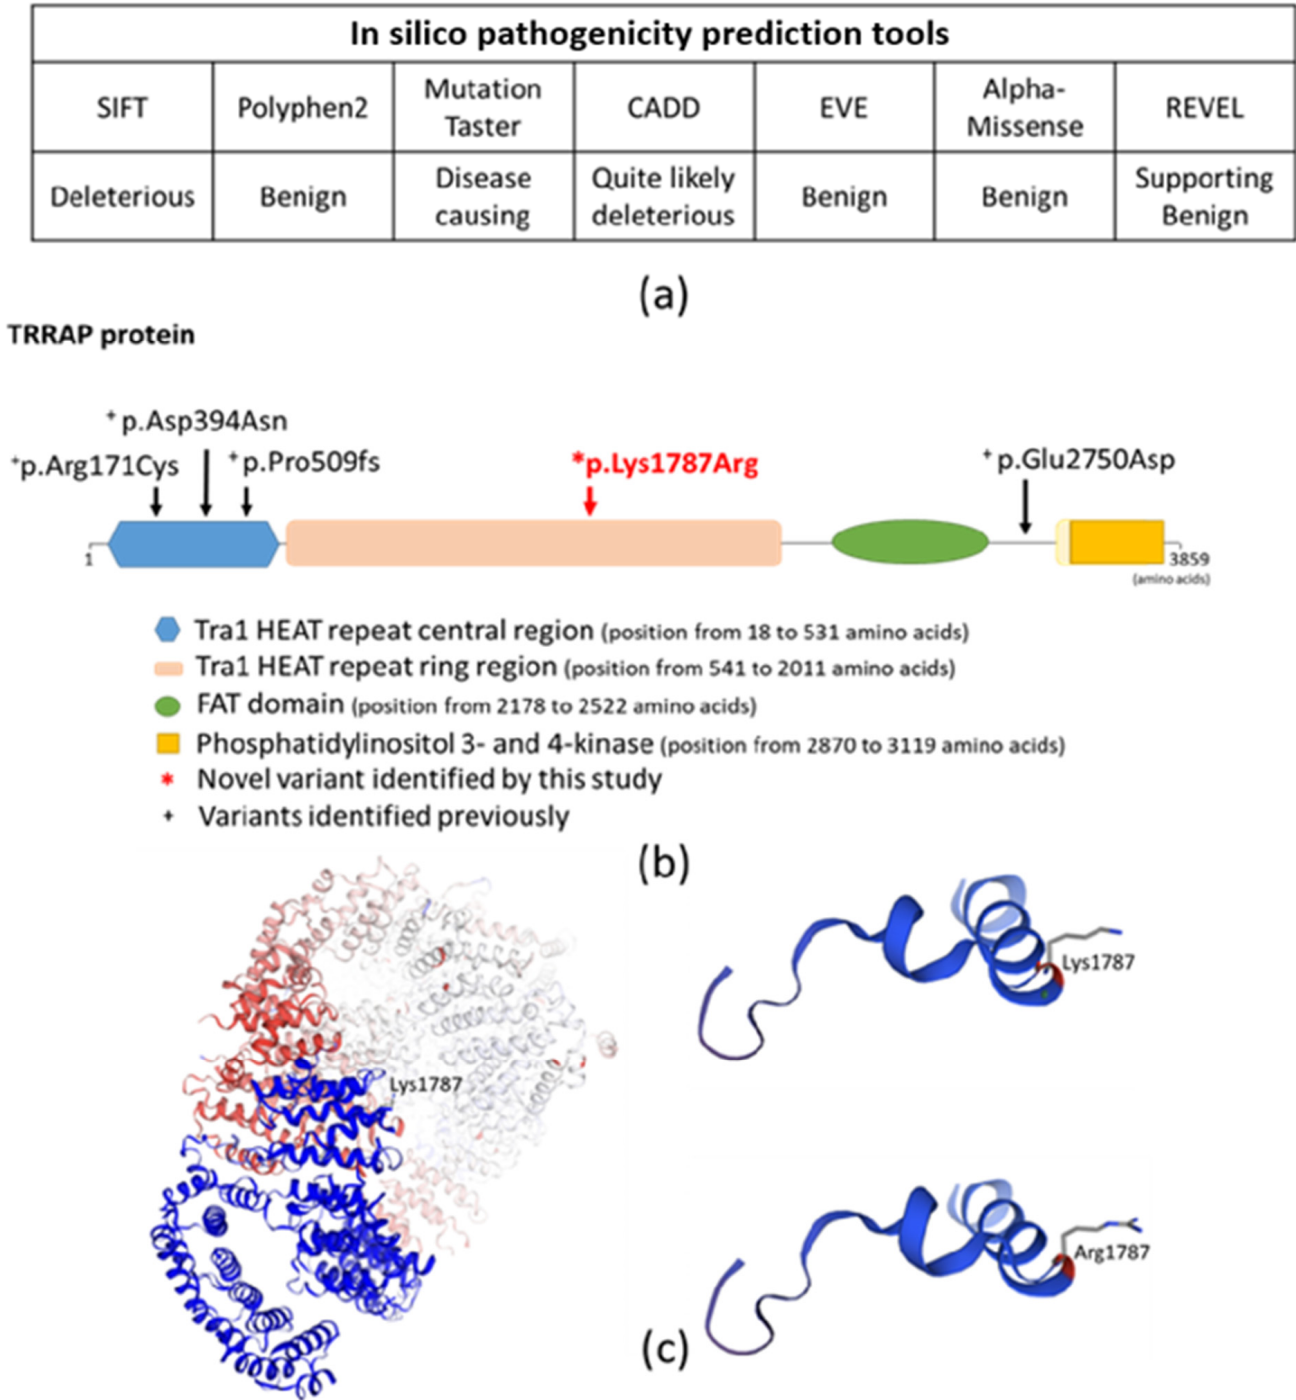 In silico pathogenicity prediction tools
SIFT
Polyphen2
Mutation
Taster
CADD
EVE
Alpha-
Missense
REVEL
Deleterious
Benign
Disease
causing
Quite likely
deleterious
Benign
Benign
Supporting
Benign
(a)
TRRAP protein
+ p.Asp394Asn
+p.Arg171Cys
+ p.Pro509fs
*p.Lys1787Arg
+ p.Glu2750Asp
1
3859
(amino acids)
Tra1 HEAT repeat central region (position from 18 to 531 amino acids)
Tra1 HEAT repeat ring region (position from 541 to 2011 amino acids)
FAT domain (position from 2178 to 2522 amino acids)
Phosphatidylinositol 3- and 4-kinase (position from 2870 to 3119 amino acids)
* Novel variant identified by this study
+ Variants identified previously
(b)
Lys1787
Lys1787
Arg1787
(c)